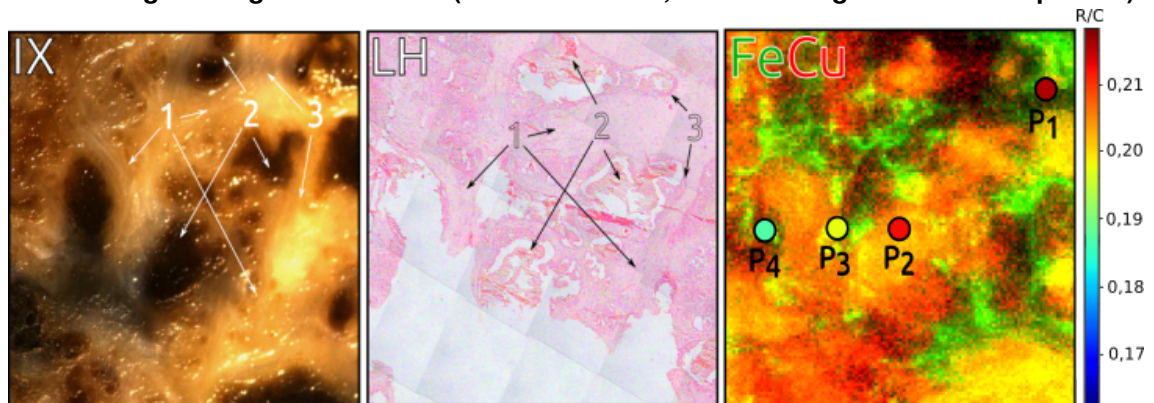 R/C
IX
LH
FeCu
1 2 3
1 2 3
P1
P4 P3 P2
0,21
0,20
0,19
0,18
0,17